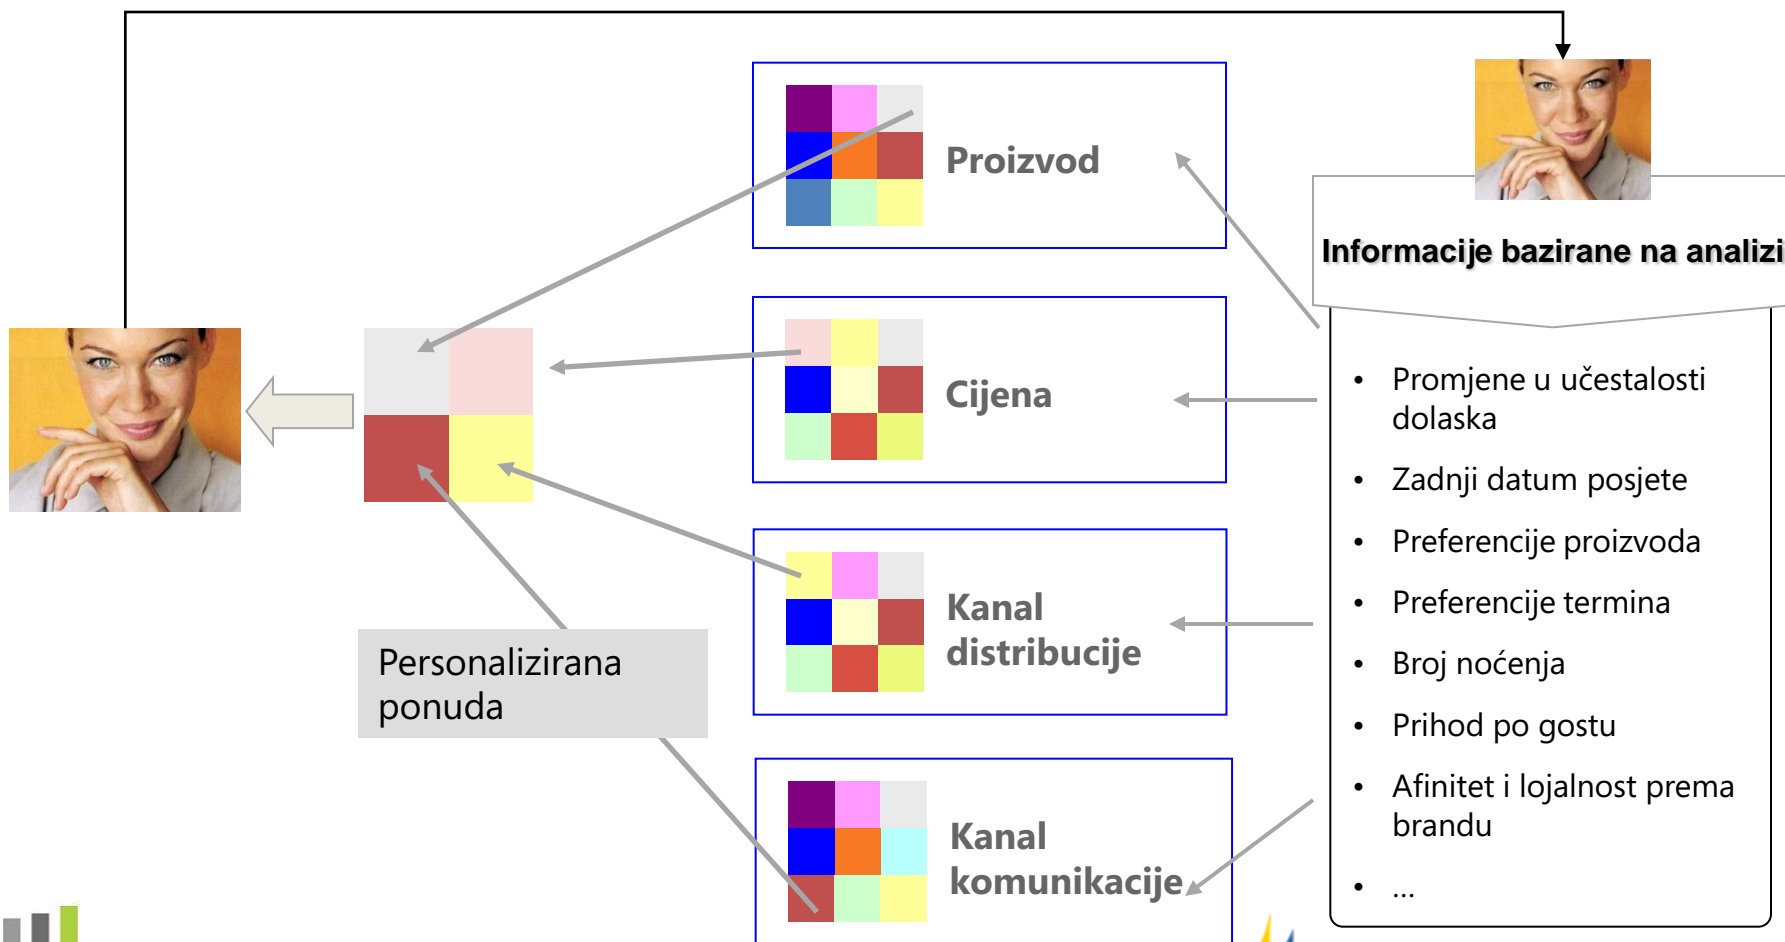 Proizvod
Informacije bazirane na analizi
Cijena
• Promjene u učestalosti
dolaska
• Zadnji datum posjete
• Preferencije proizvoda
• Preferencije termina
• Broj noćenja
• Prihod po gostu
• Afinitet i lojalnost prema
brandu
• ...
Kanal
distribucije
Personalizirana
ponuda
Kanal
komunikacije